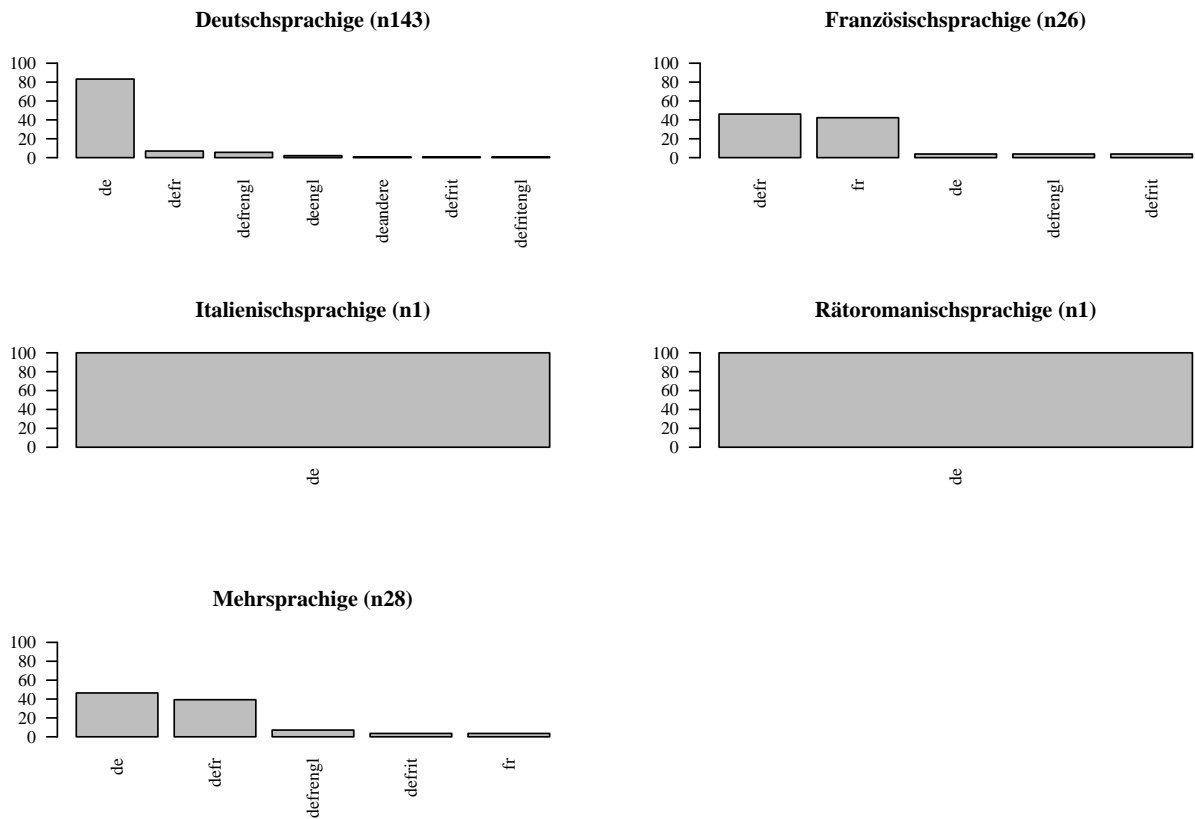 Deutschsprachige (n143)
100
80
60
40
20
0
de
defr
defrengl
deengl
deandere
defrit
defritengl
Französischsprachige (n26)
100
80
60
40
20
0
defr
fr
de
defrengl
defrit
Italienischsprachige (n1)
100
80
60
40
20
0
de
Rätoromanischsprachige (n1)
100
80
60
40
20
0
de
Mehrsprachige (n28)
100
80
60
40
20
0
de
defr
defrengl
defrit
fr